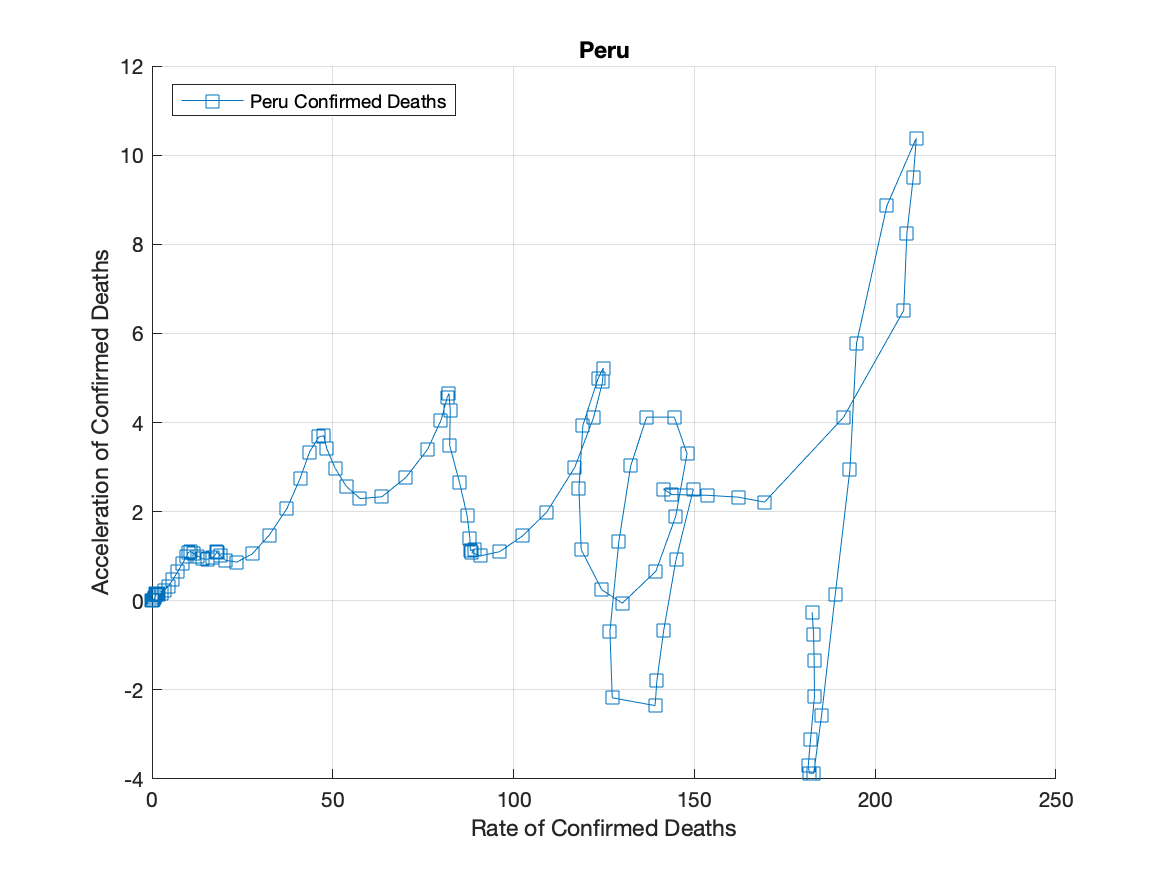 Peru
Peru Confirmed Deaths
12
10
8
6
4
2
0
-2
-4
Acceleration of Confirmed Deaths
0 50 100 150 200 250
Rate of Confirmed Deaths